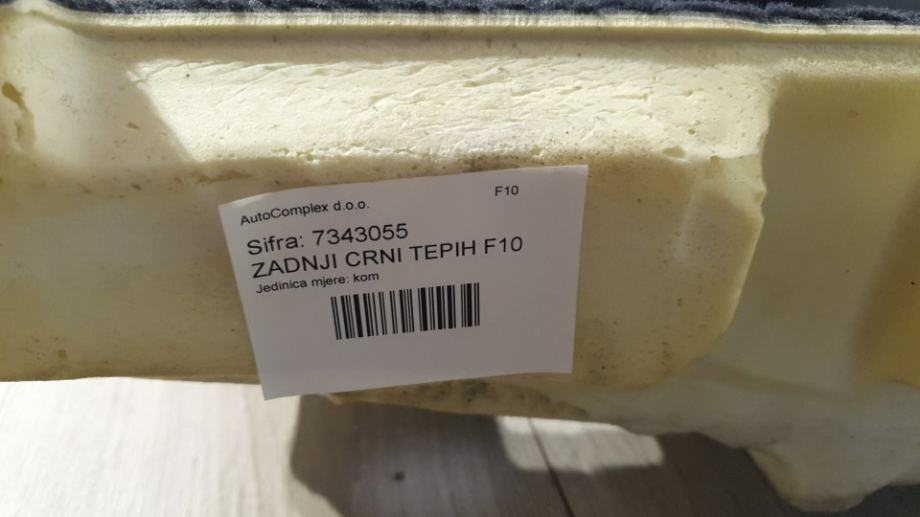 AutoComplex d.o.o. F10
Sifra: 7343055
ZADNJI CRNI TEPIH F10
Jedinica mjere: kom